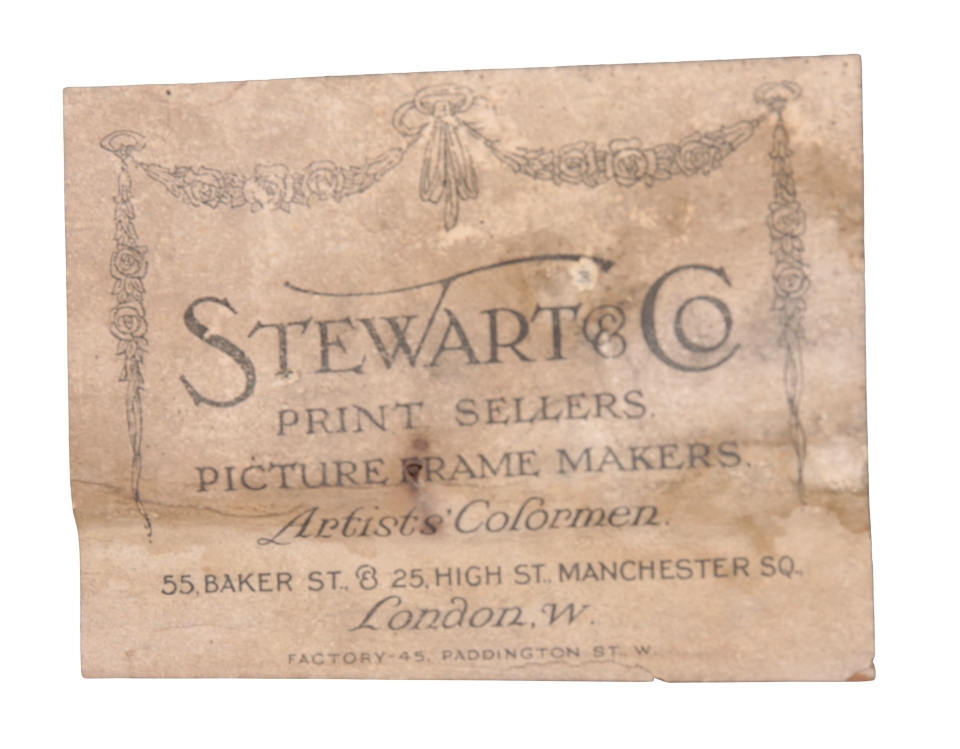 STEWART & CO
PRINT SELLERS.
PICTURE FRAME MAKERS.
Artists' Colormen.
55, BAKER ST., & 25, HIGH ST., MANCHESTER SQ.,
London, W.
FACTORY-45, PADDINGTON ST., W.